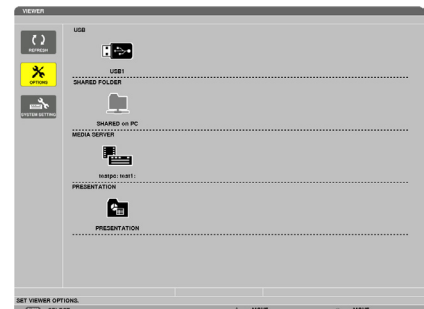 VIEWER
USB
REFRESH
USB1
OPTIONS
SHARED FOLDER
SYSTEM SETTING
SHARED on PC
MEDIA SERVER
PRESENTATION
PRESENTATION
SET VIEWER OPTIONS.